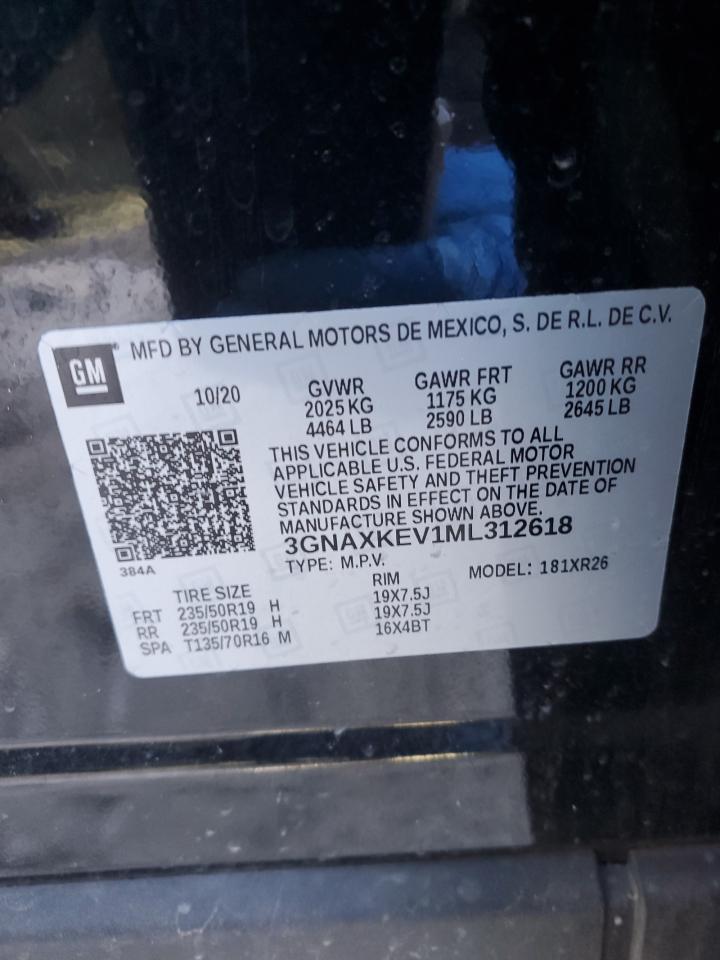 GM® MFD BY GENERAL MOTORS DE MEXICO, S. DE R.L. DE C.V.
10/20
GVWR
2025 KG
4464 LB
GAWR FRT
1175 KG
2590 LB
GAWR RR
1200 KG
2645 LB
THIS VEHICLE CONFORMS TO ALL
APPLICABLE U.S. FEDERAL MOTOR
VEHICLE SAFETY AND THEFT PREVENTION
STANDARDS IN EFFECT ON THE DATE OF
MANUFACTURE SHOWN ABOVE.
3GNAXKEV1ML312618
384A
TYPE: M.P.V. MODEL: 181XR26
TIRE SIZE RIM
FRT 235/50R19 H 19X7.5J
RR 235/50R19 H 19X7.5J
SPA T135/70R16 M 16X4BT